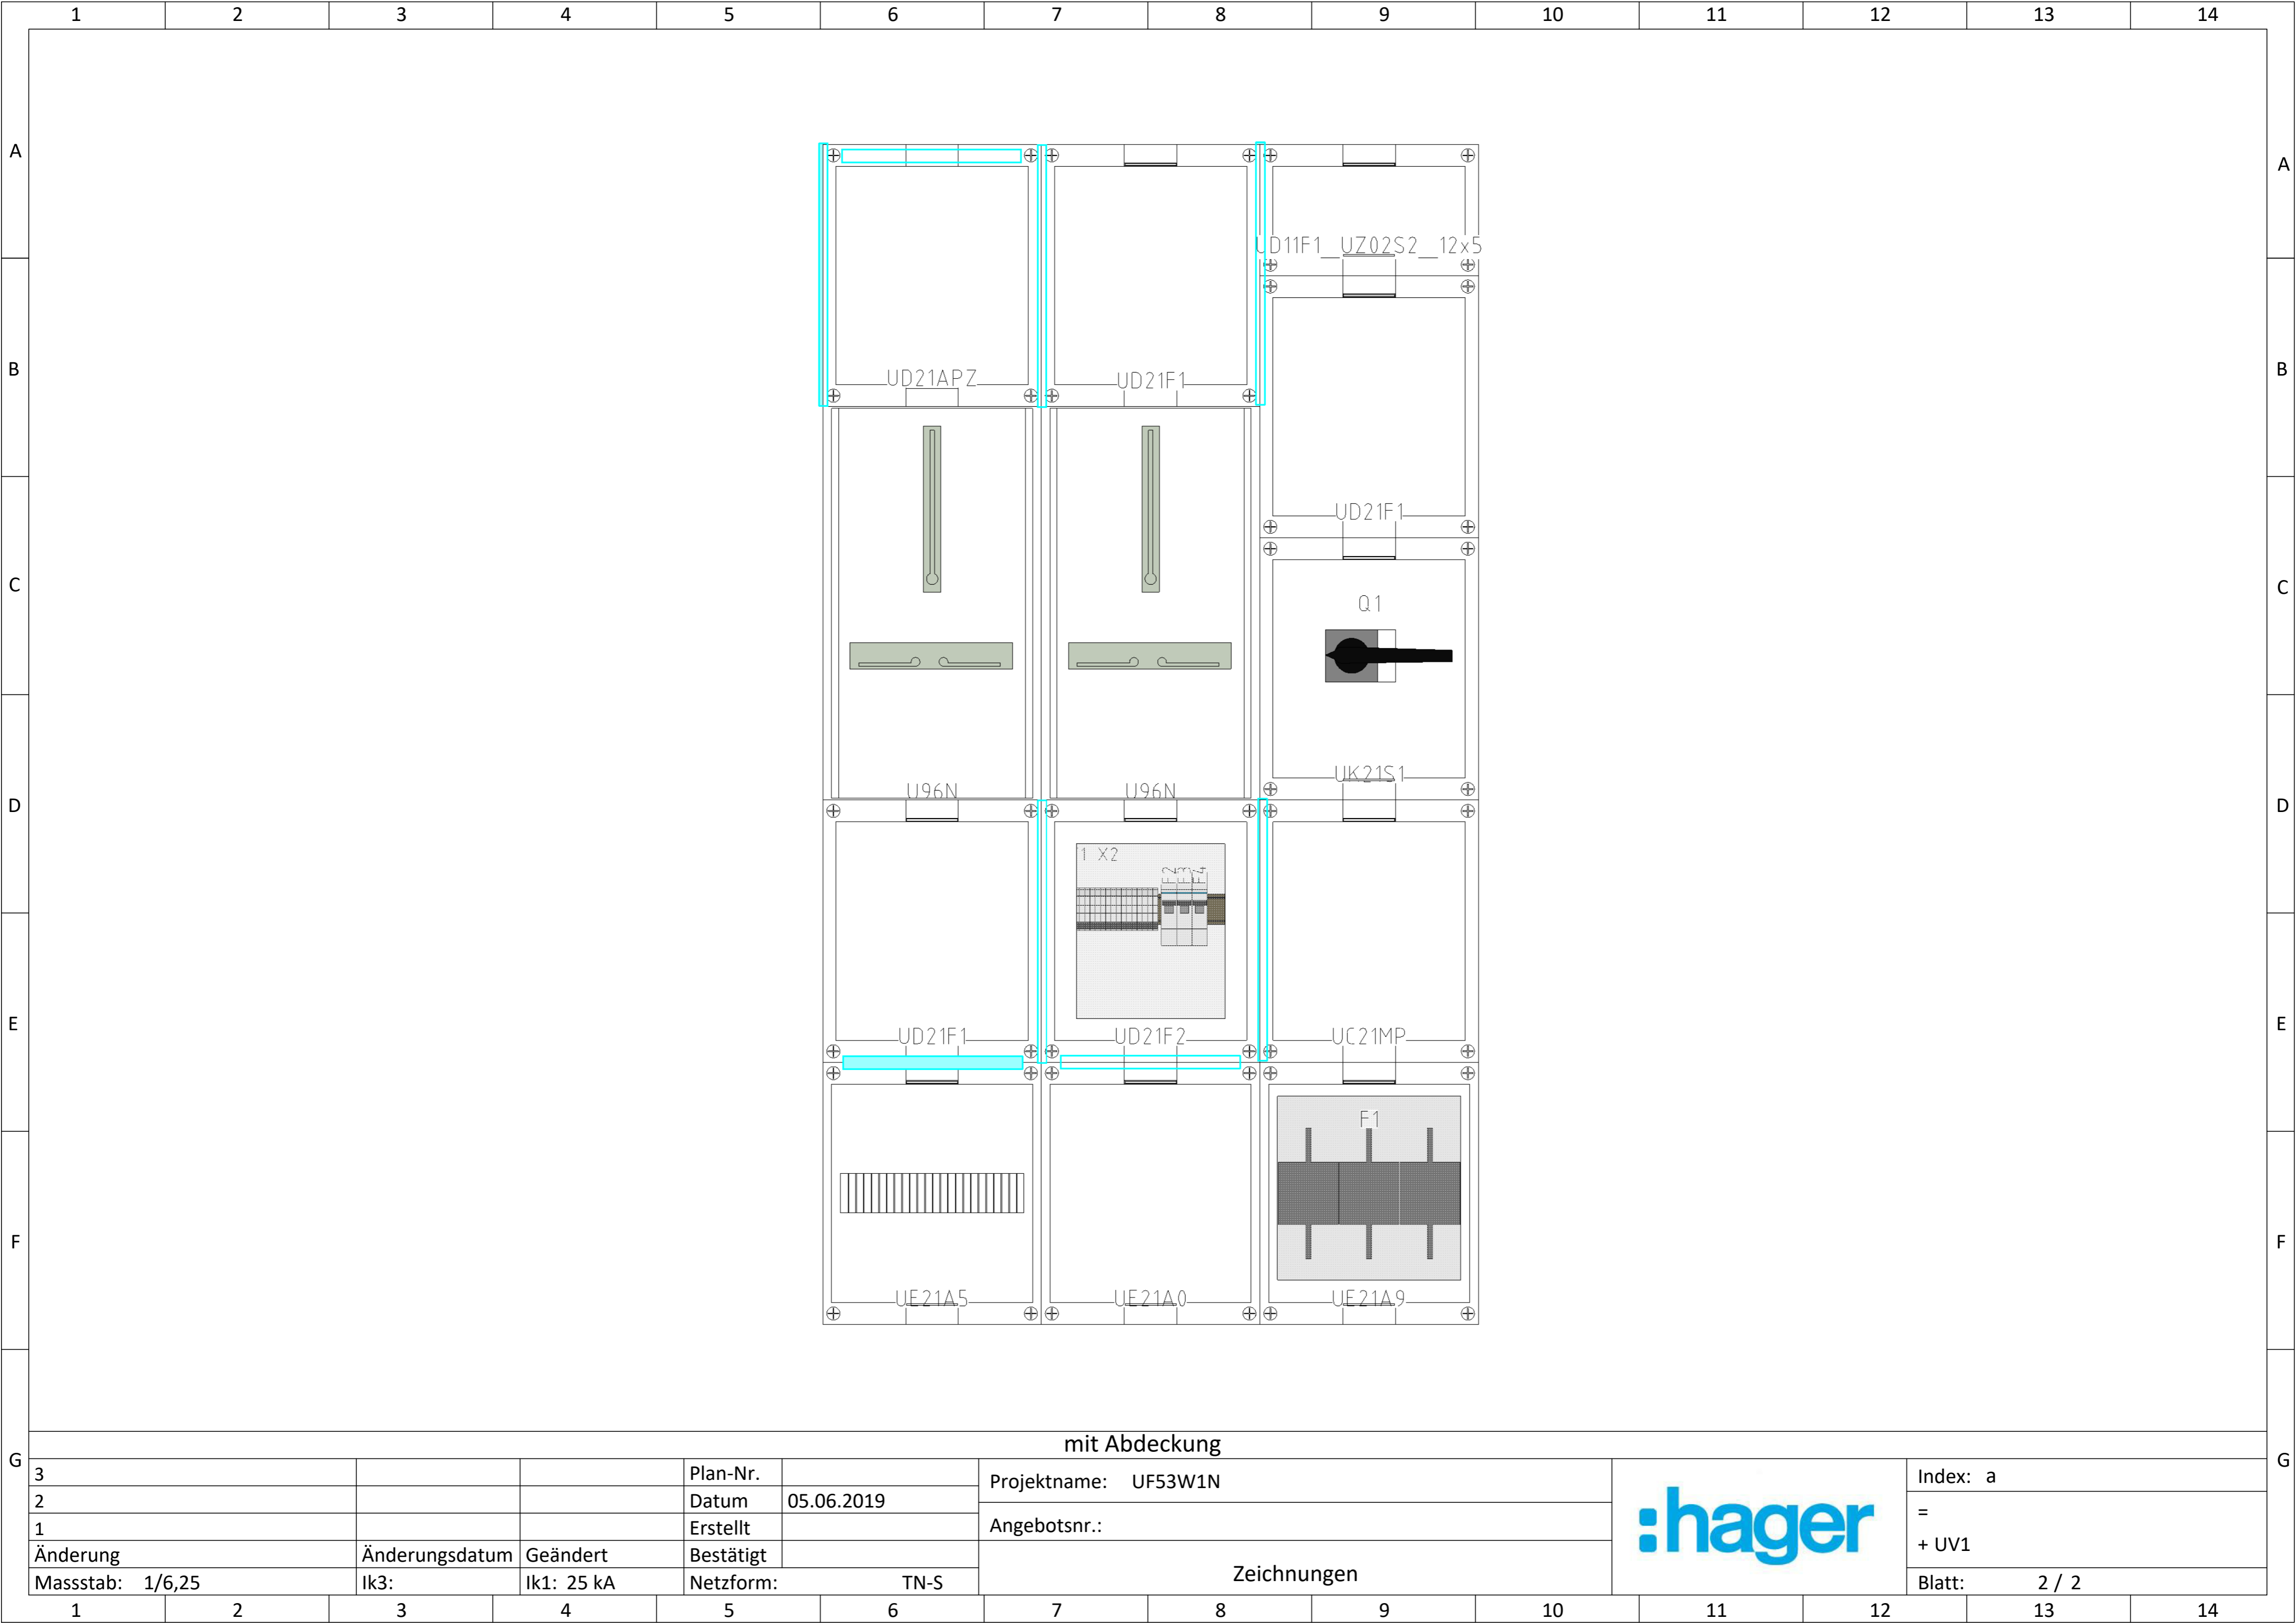 1 2 3 4 5 6 7 8 9 10 11 12 13 14
A A
UD11F1__UZ02S2__12x5
B B
UD21APZ UD21F1
UD21F1
C C
Q1
UK21S1
U96N U96N
D D
1 X2
F2 F3 F4
E E
UD21F1 UD21F2 UC21MP
F1
F F
UE21A5 UE21A0 UE21A9
mit Abdeckung
G G
3 Plan-Nr. Projektname: UF53W1N :hager Index: a
2 Datum 05.06.2019 =
1 Erstellt Angebotsnr.:
+ UV1
Änderung Änderungsdatum Geändert Bestätigt
Zeichnungen
Massstab: 1/6,25 Ik3: Ik1: 25 kA Netzform: TN-S Blatt: 2 / 2
1 2 3 4 5 6 7 8 9 10 11 12 13 14